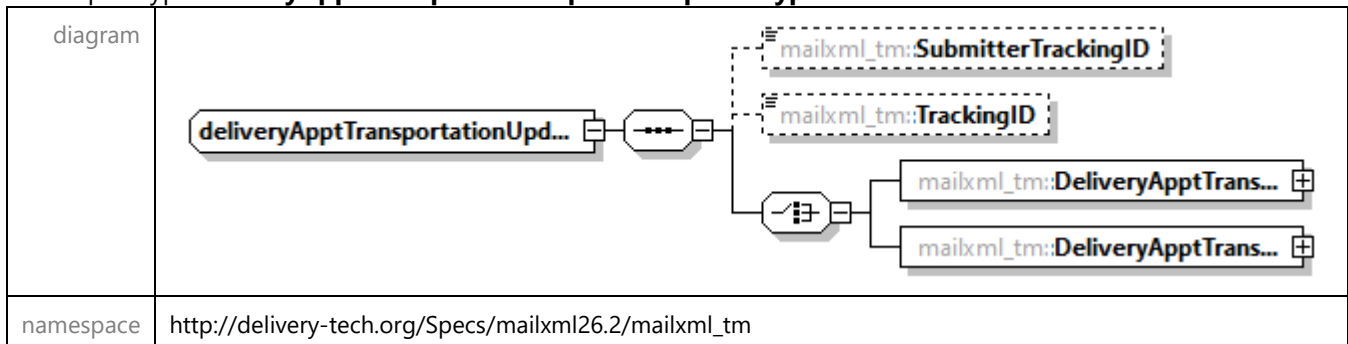 diagram
mailxml_tm:SubmitterTrackingID
mailxml_tm:TrackingID
deliveryApptTransportationUpd...
mailxml_tm:DeliveryApptTrans...
mailxml_tm:DeliveryApptTrans...
namespace
http://delivery-tech.org/Specs/mailxml26.2/mailxml_tm